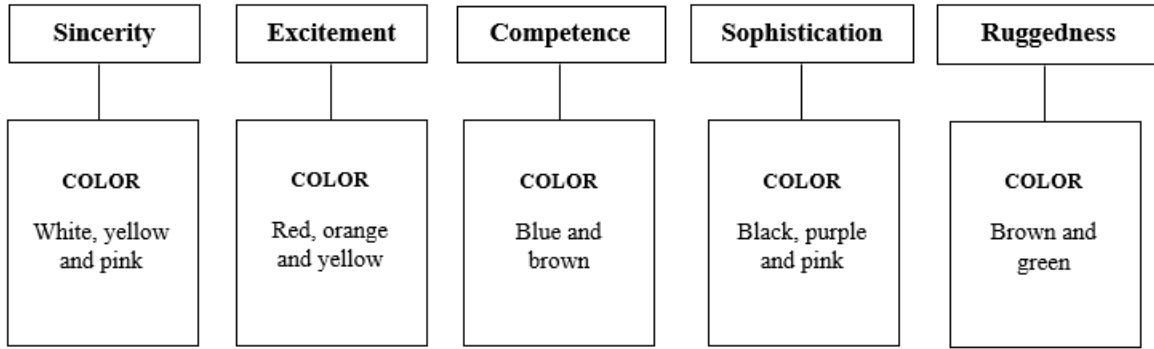 Sincerity
Excitement
Competence
Sophistication
Ruggedness
COLOR
White, yellow
and pink
COLOR
Red, orange
and yellow
COLOR
Blue and
brown
COLOR
Black, purple
and pink
COLOR
Brown and
green